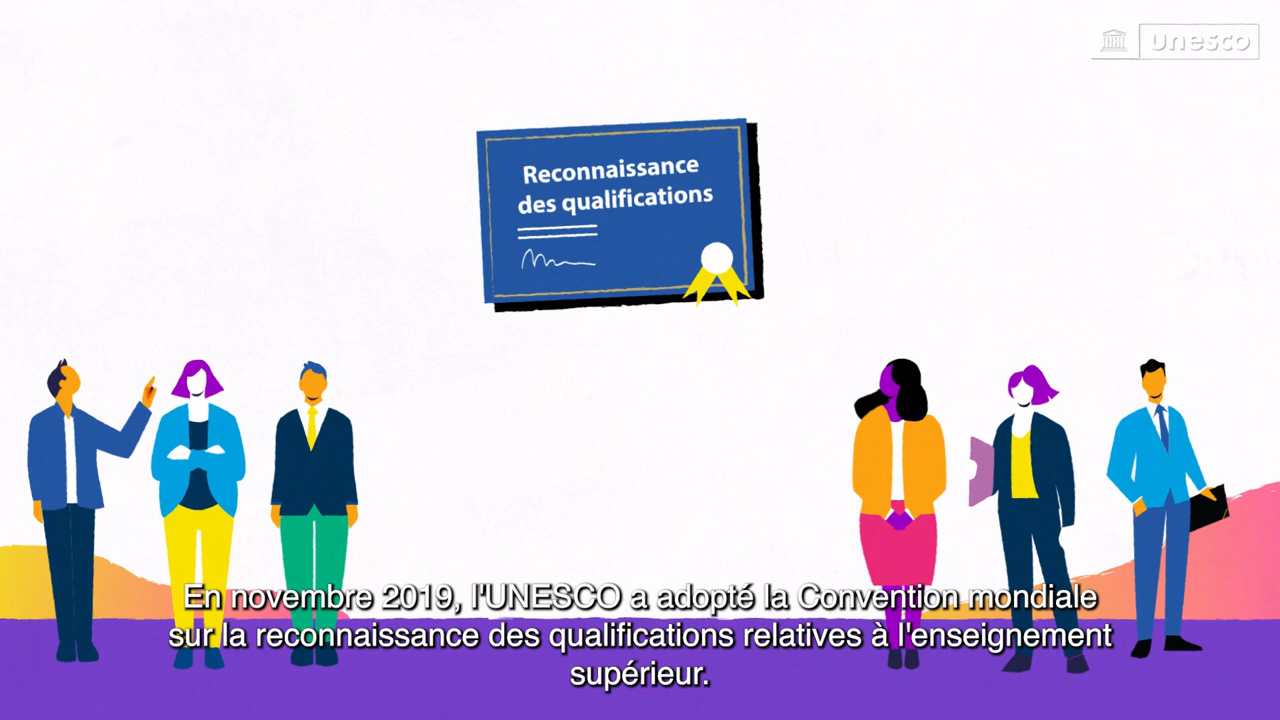 unesco
Reconnaissance
des qualifications
En novembre 2019, l'UNESCO a adopté la Convention mondiale
sur la reconnaissance des qualifications relatives à l'enseignement
supérieur.